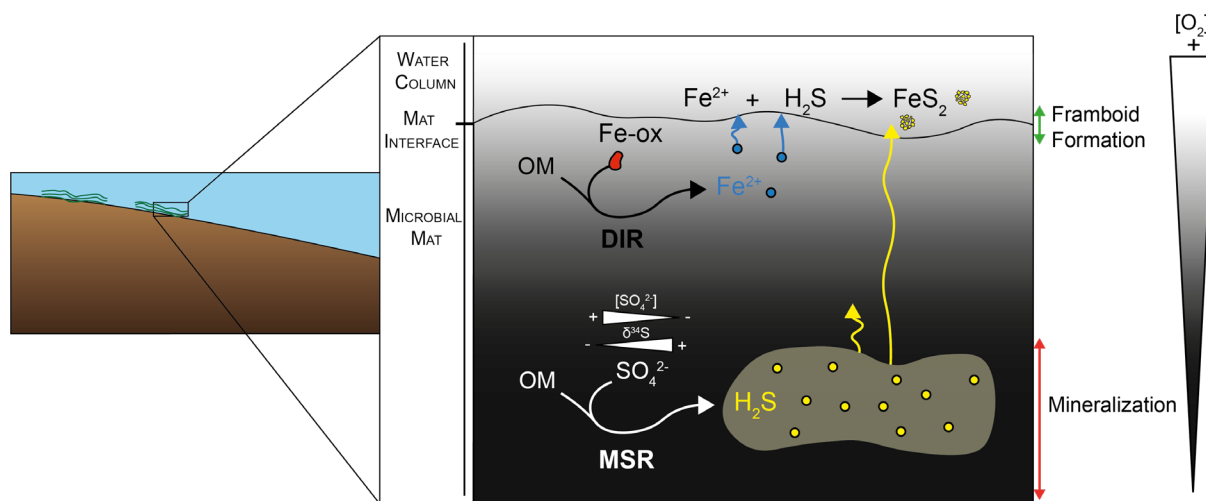 WATER
COLUMN
MAT
INTERFACE
MICROBIAL
MAT
Fe²⁺ + H₂S FeS₂
Fe-ox
OM
Fe²⁺
DIR
[SO₄²⁻]
+ -
δ³⁴S
- +
SO₄²⁻
OM
H₂S
MSR
Framboid
Formation
Mineralization
[O₂]
+
-